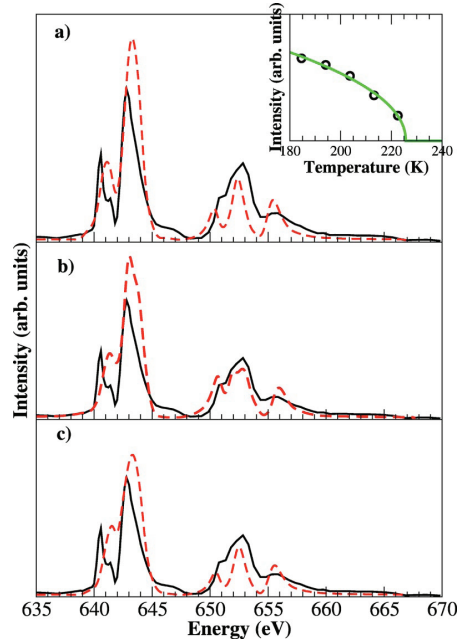 a)
Intensity (arb. units)
180 200 220 240
Temperature (K)
b)
Intensity (arb. units)
c)
635 640 645 650 655 660 665 670
Energy (eV)